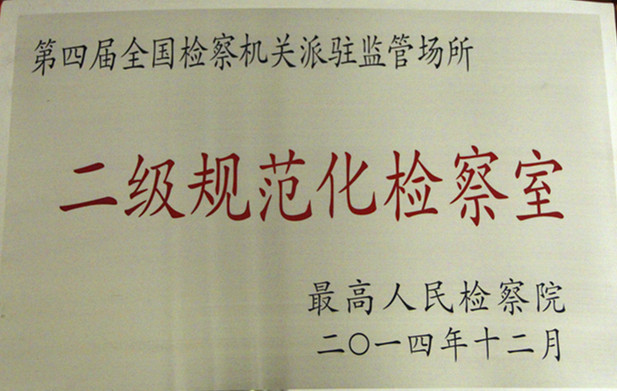 第四届全国检察机关派驻监管场所
二级规范化检察室
最高人民检察院
二〇一四年十二月